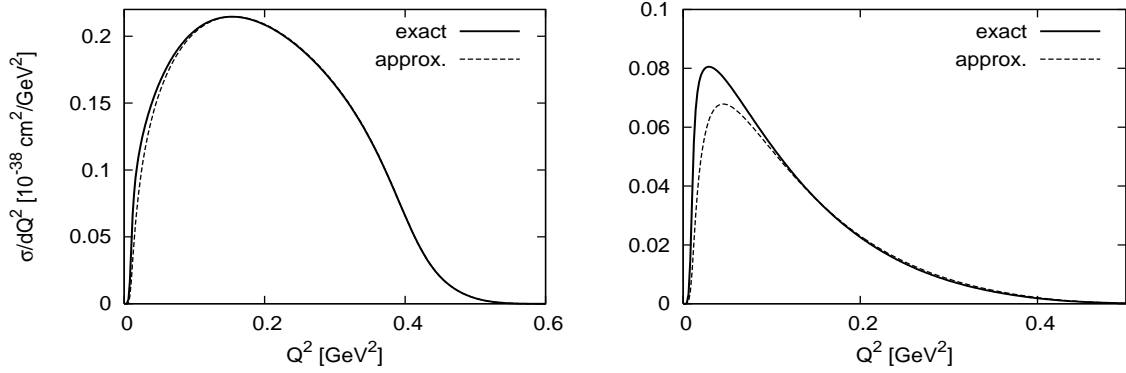 σ/dQ² [10⁻³⁸ cm²/GeV²]
0.2
0.15
0.1
0.05
0
0 0.2 0.4 0.6
Q² [GeV²]
exact
approx.
0.1
0.08
0.06
0.04
0.02
0
0 0.2 0.4
Q² [GeV²]
exact
approx.